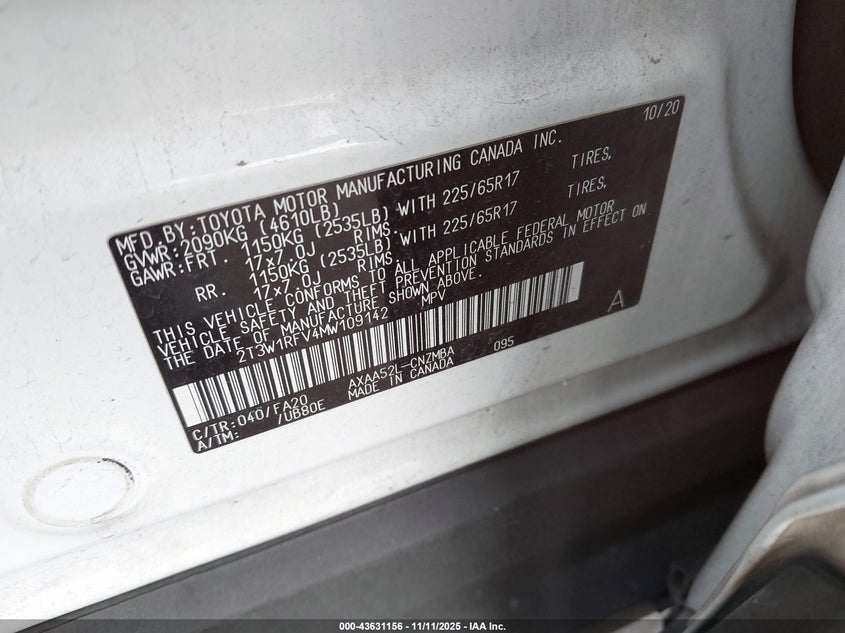 10/20
MFD. BY: TOYOTA MOTOR MANUFACTURING CANADA INC.
GVWR: 2090KG (4610LB)
GAWR: FRT. 1150KG (2535LB) WITH 225/65R17 TIRES,
17x7.0J RIMS,
RR. 1150KG (2535LB) WITH 225/65R17 TIRES,
17x7.0J RIMS,
THIS VEHICLE CONFORMS TO ALL APPLICABLE FEDERAL MOTOR
VEHICLE SAFETY AND THEFT PREVENTION STANDARDS IN EFFECT ON
THE DATE OF MANUFACTURE SHOWN ABOVE.
2T3W1RFV4MW109142 MPV
A
C/TR: 040/FA20 AXAA52L-CNZMBA 095
A/TM: /UB80E MADE IN CANADA
000-43631156 - 11/11/2025 - IAA Inc.